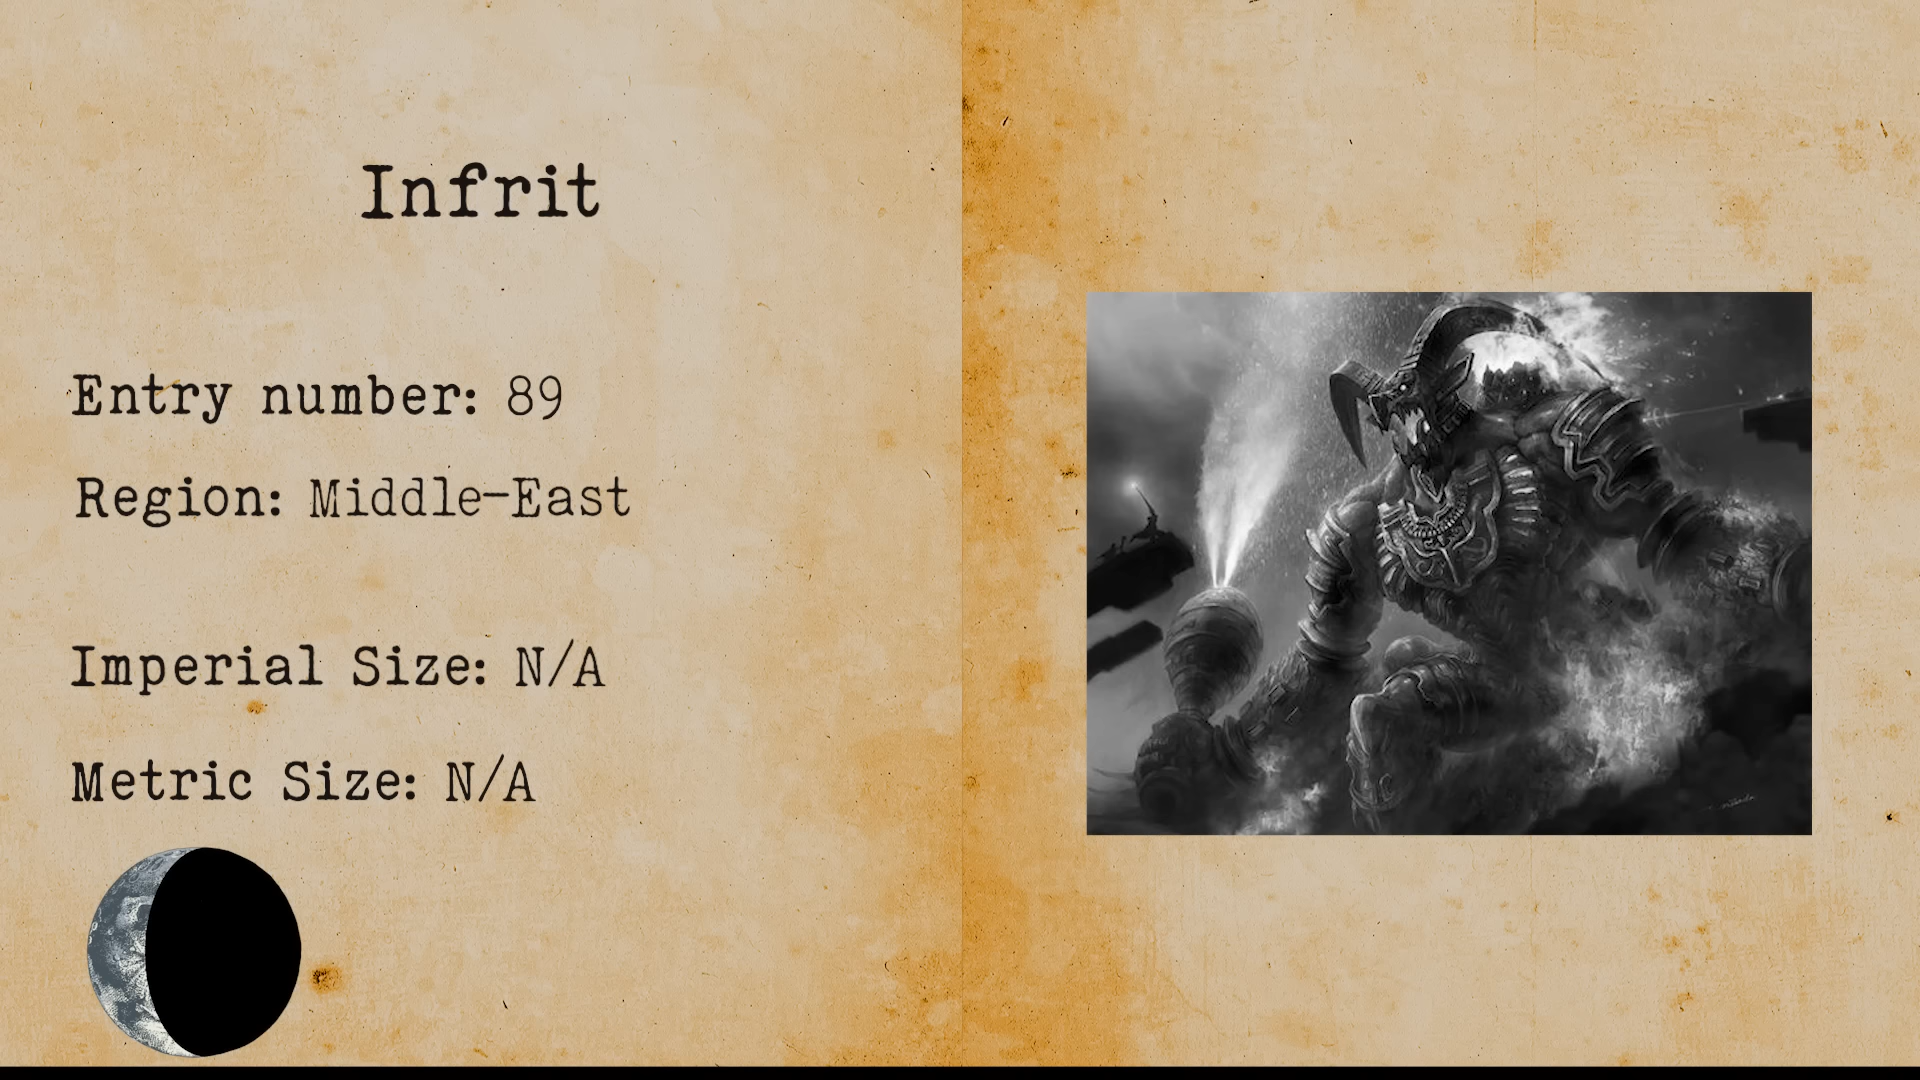 Infrit
Entry number: 89
Region: Middle-East
Imperial Size: N/A
Metric Size: N/A